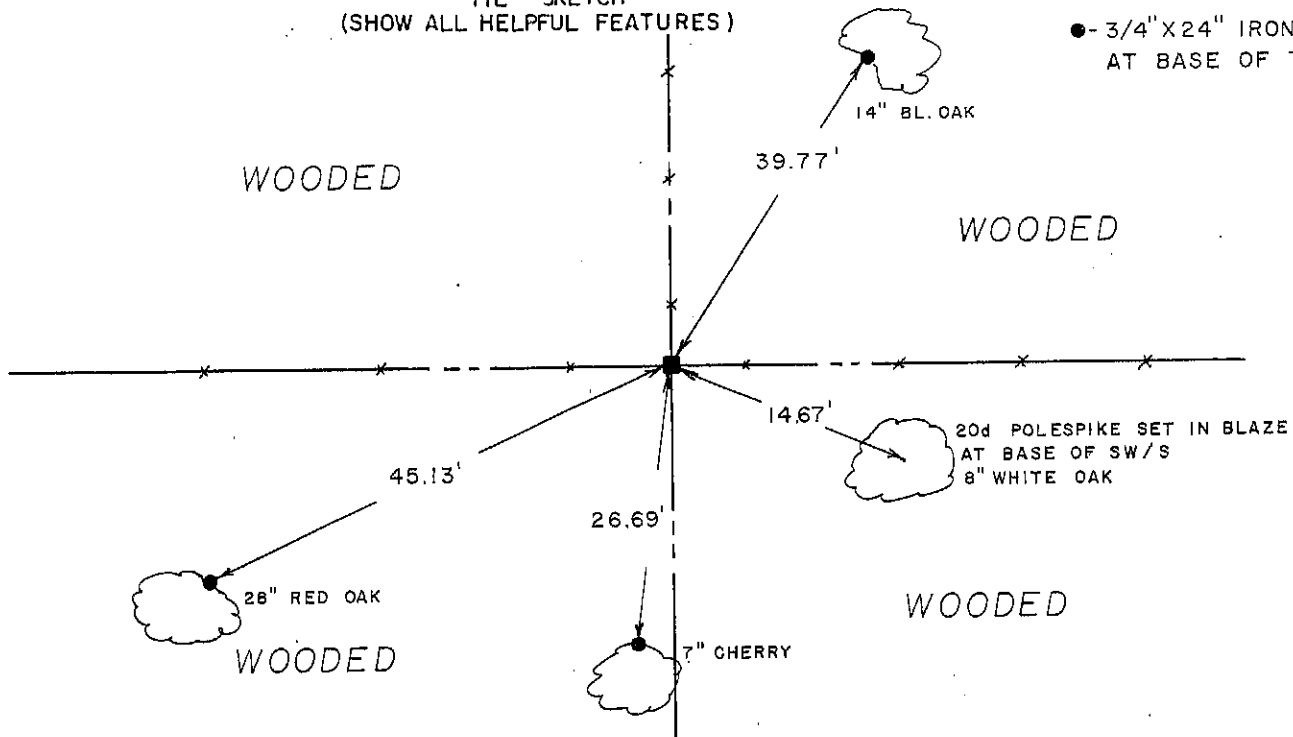 SKETCH
(SHOW ALL HELPFUL FEATURES)
●- 3/4" X 24" IRON
AT BASE OF
14" BL. OAK
39.77'
WOODED
WOODED
14.67'
20d POLESPIKE SET IN BLAZE
AT BASE OF SW/S
8" WHITE OAK
45.13'
26.69'
28" RED OAK
WOODED
7" CHERRY
WOODED